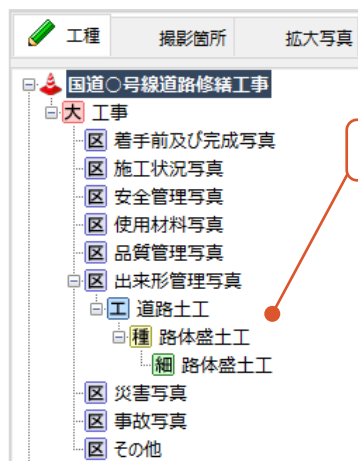 工種 撮影箇所 拡大写真
国道○号線道路修繕工事
大 工事
区 着手前及び完成写真
区 施工状況写真
区 安全管理写真
区 使用材料写真
区 品質管理写真
区 出来形管理写真
工 道路土工
種 路体盛土工
細 路体盛土工
区 災害写真
区 事故写真
区 その他